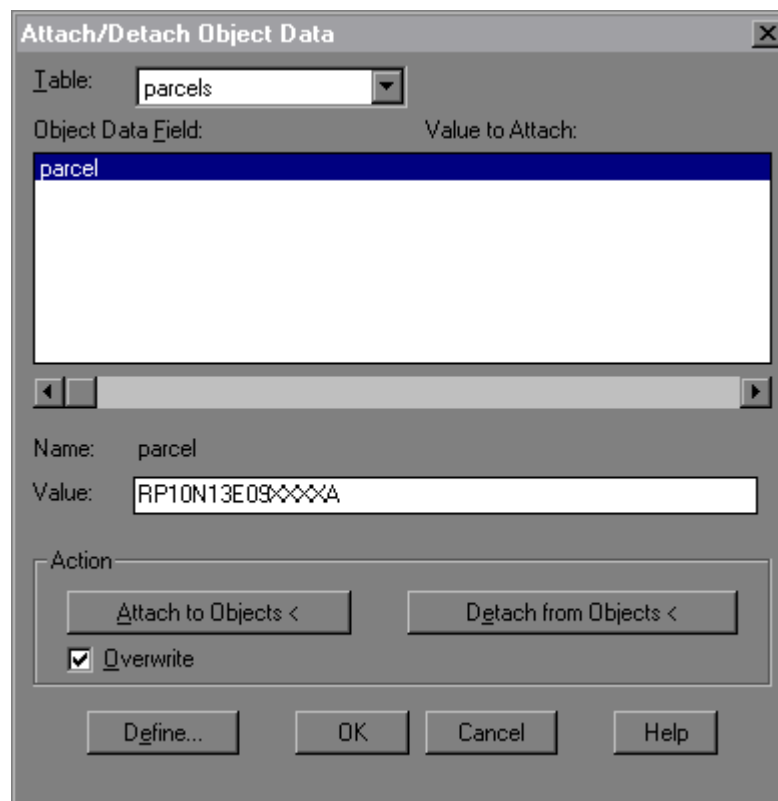 Attach/Detach Object Data
Table: parcels
Object Data Field: Value to Attach:
parcel
Name: parcel
Value: RP10N13E09XXXXA
Action
Attach to Objects < Detach from Objects <
Overwrite
Define... OK Cancel Help